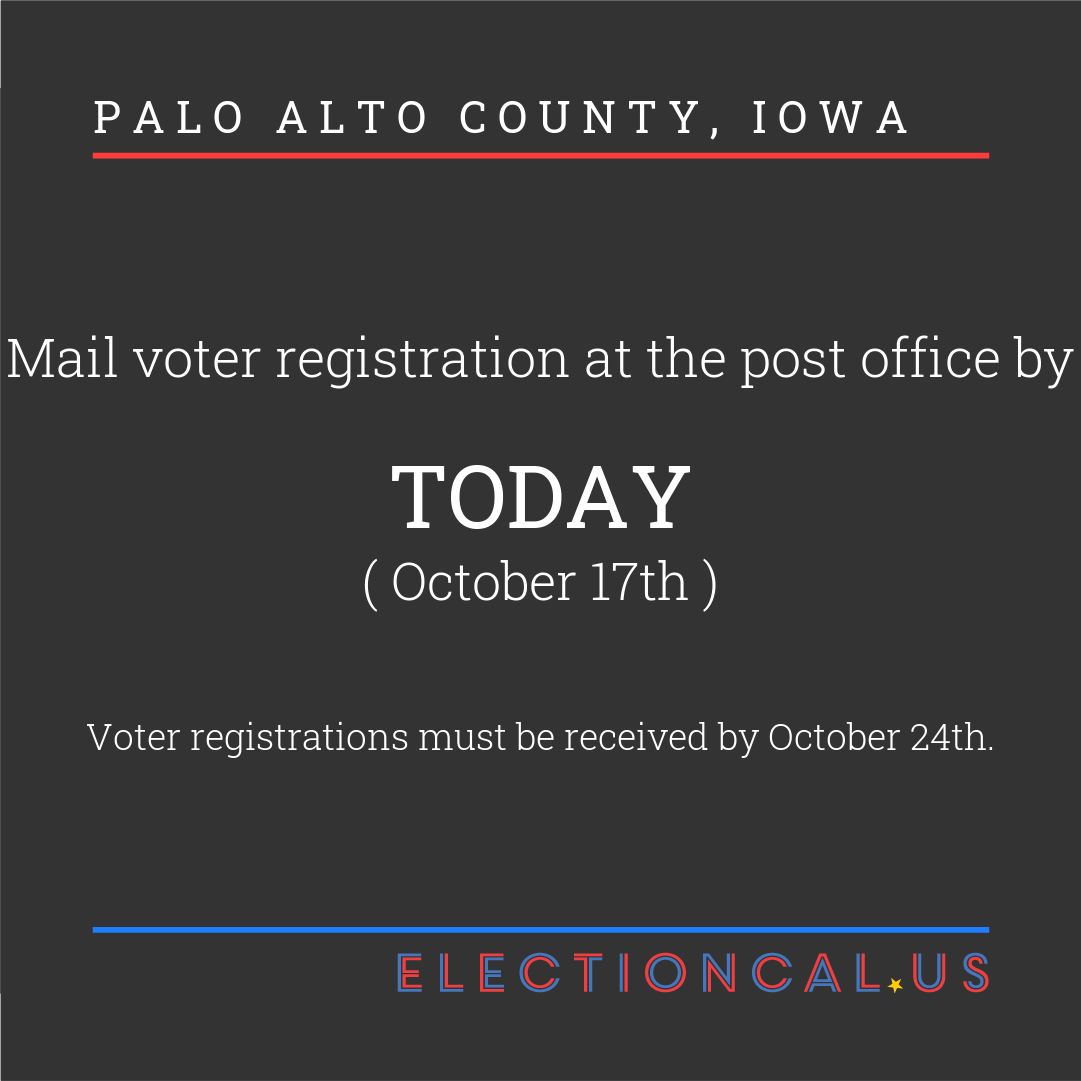 PALO ALTO COUNTY, IOWA
Mail voter registration at the post office by
TODAY
( October 17th )
Voter registrations must be received by October 24th.
ELECTIONCAL.US